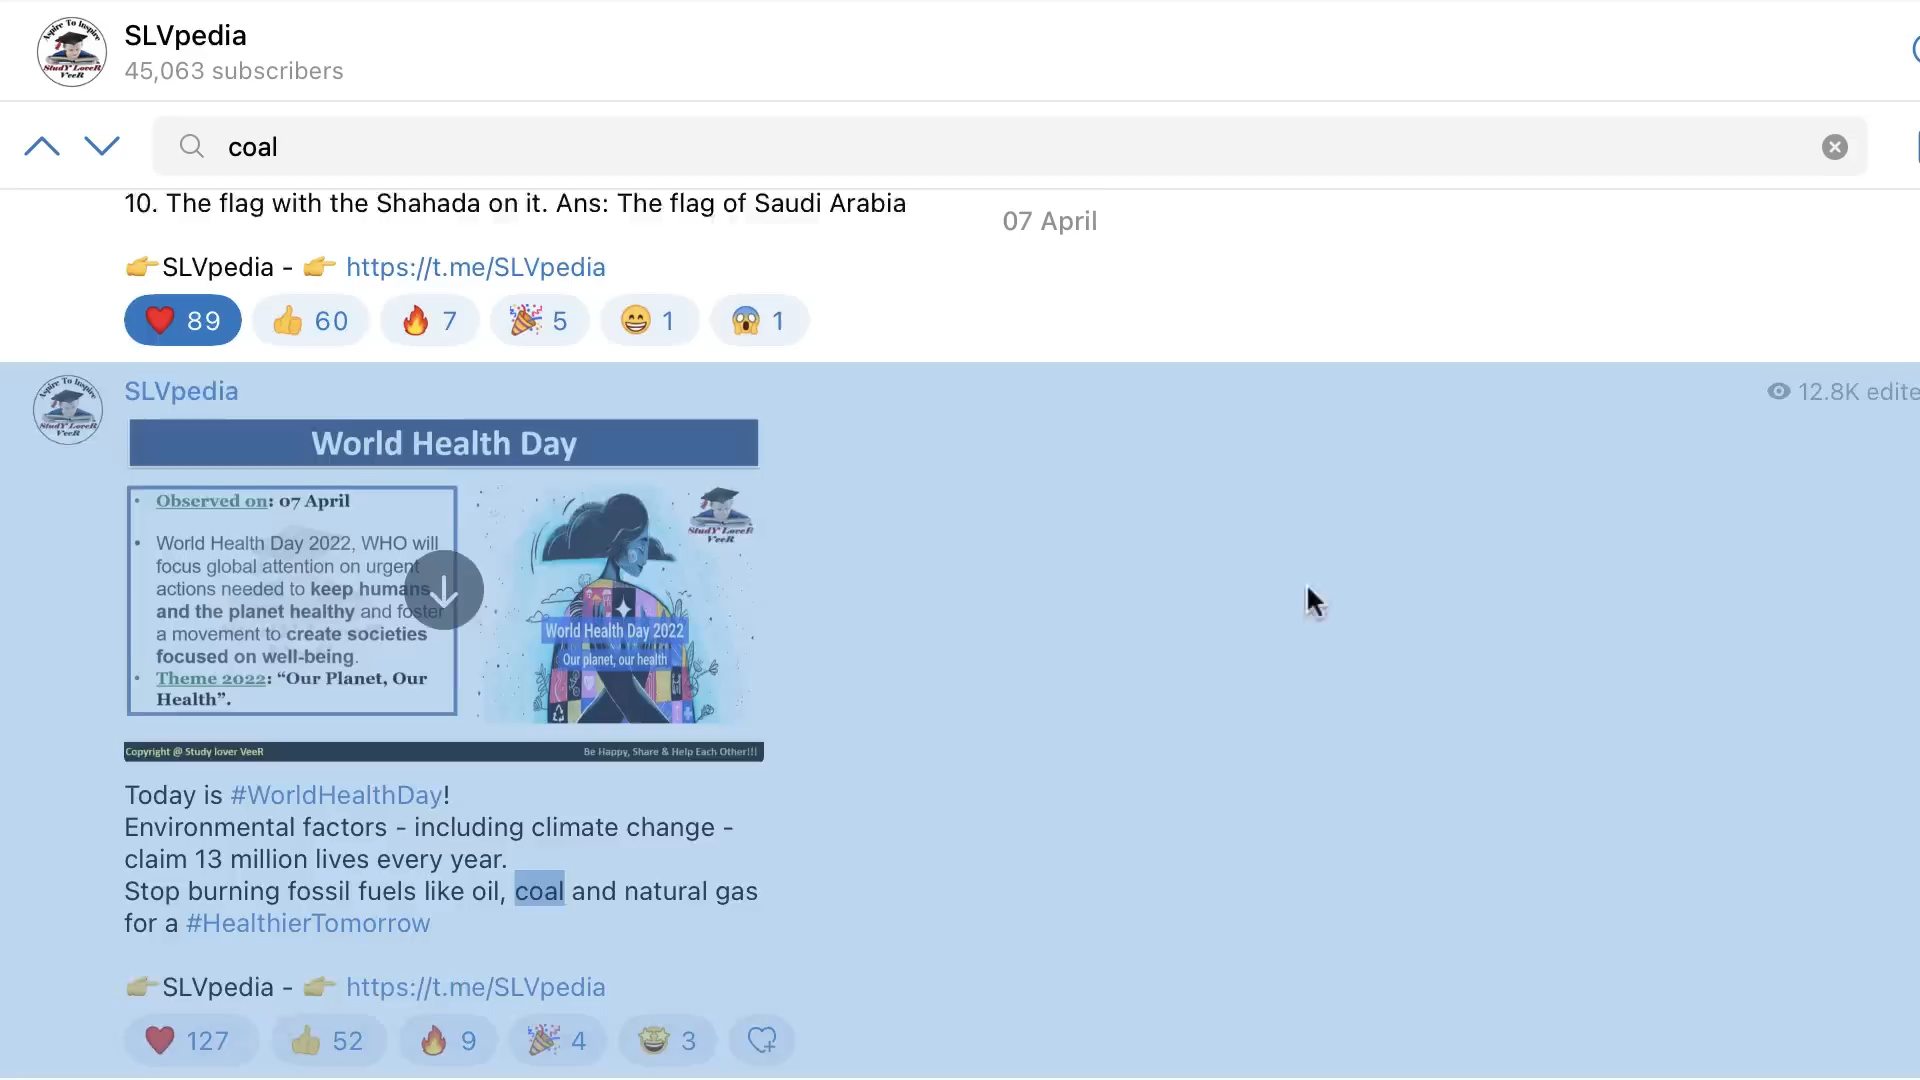 SLVpedia
45,063 subscribers
coal
10. The flag with the Shahada on it. Ans: The flag of Saudi Arabia
07 April
👉SLVpedia - 👉 https://t.me/SLVpedia
❤️ 89 👍 60 🔥 7 🎉 5 😄 1 😱 1
SLVpedia
12.8K edite
World Health Day
• Observed on: 07 April
• World Health Day 2022, WHO will
focus global attention on urgent
actions needed to keep humans
and the planet healthy and foster
a movement to create societies
focused on well-being.
• Theme 2022: “Our Planet, Our
Health”.
StudY LoveR
VeeR
World Health Day 2022
Our planet, our health
Copyright @ Study lover VeeR
Be Happy, Share & Help Each Other!!!
Today is #WorldHealthDay!
Environmental factors - including climate change -
claim 13 million lives every year.
Stop burning fossil fuels like oil, coal and natural gas
for a #HealthierTomorrow
👉SLVpedia - 👉 https://t.me/SLVpedia
❤️ 127 👍 52 🔥 9 🎉 4 🤩 3